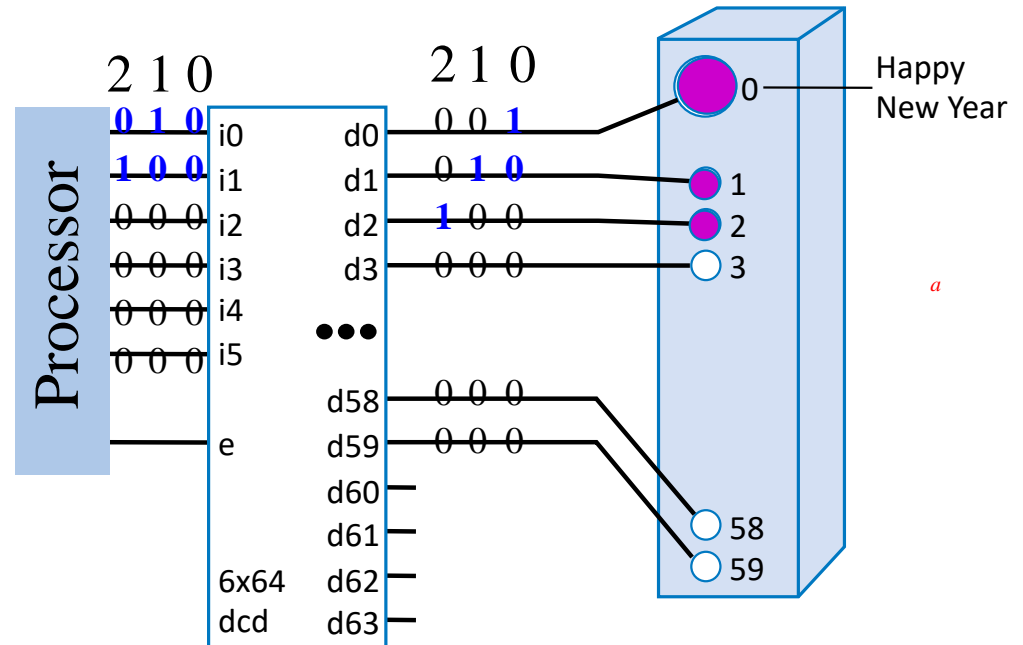 2 1 0
2 1 0
0
Happy
New Year
Processor
0 1 0
i0
d0
0 0 1
1 0 0
i1
d1
0 1 0
1
0 0 0
i2
d2
1 0 0
2
0 0 0
i3
d3
0 0 0
3
a
0 0 0
i4
0 0 0
i5
d58
0 0 0
e
d59
0 0 0
d60
d61
58
59
6x64
d62
dcd
d63